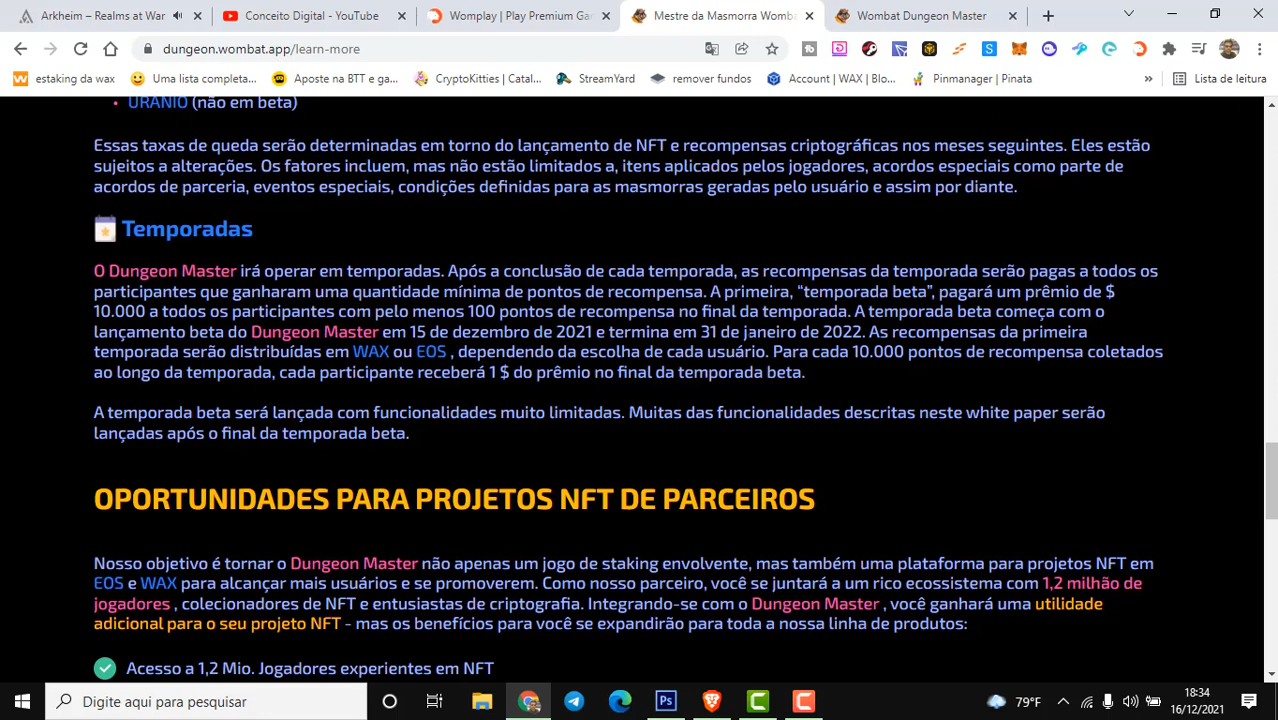 Arkheim – Realms at War
Conceito Digital - YouTube
Womplay | Play Premium Ga
Mestre da Masmorra Womba
Wombat Dungeon Master
dungeon.wombat.app/learn-more
estaking da wax
Uma lista completa...
Aposte na BTT e ga...
CryptoKitties | Catal...
StreamYard
remover fundos
Account | WAX | Blo...
Pinmanager | Pinata
»
Lista de leitura
• URÂNIO (não em beta)
Essas taxas de queda serão determinadas em torno do lançamento de NFT e recompensas criptográficas nos meses seguintes. Eles estão
sujeitos a alterações. Os fatores incluem, mas não estão limitados a, itens aplicados pelos jogadores, acordos especiais como parte de
acordos de parceria, eventos especiais, condições definidas para as masmorras geradas pelo usuário e assim por diante.
Temporadas
O Dungeon Master irá operar em temporadas. Após a conclusão de cada temporada, as recompensas da temporada serão pagas a todos os
participantes que ganharam uma quantidade mínima de pontos de recompensa. A primeira, “temporada beta”, pagará um prêmio de $
10.000 a todos os participantes com pelo menos 100 pontos de recompensa no final da temporada. A temporada beta começa com o
lançamento beta do Dungeon Master em 15 de dezembro de 2021 e termina em 31 de janeiro de 2022. As recompensas da primeira
temporada serão distribuídas em WAX ou EOS , dependendo da escolha de cada usuário. Para cada 10.000 pontos de recompensa coletados
ao longo da temporada, cada participante receberá 1 $ do prêmio no final da temporada beta.
A temporada beta será lançada com funcionalidades muito limitadas. Muitas das funcionalidades descritas neste white paper serão
lançadas após o final da temporada beta.
OPORTUNIDADES PARA PROJETOS NFT DE PARCEIROS
Nosso objetivo é tornar o Dungeon Master não apenas um jogo de staking envolvente, mas também uma plataforma para projetos NFT em
EOS e WAX para alcançar mais usuários e se promoverem. Como nosso parceiro, você se juntará a um rico ecossistema com 1,2 milhão de
jogadores , colecionadores de NFT e entusiastas de criptografia. Integrando-se com o Dungeon Master , você ganhará uma utilidade
adicional para o seu projeto NFT - mas os benefícios para você se expandirão para toda a nossa linha de produtos:
Acesso a 1,2 Mio. Jogadores experientes em NFT
Digite aqui para pesquisar
Ps
79°F
18:34
16/12/2021